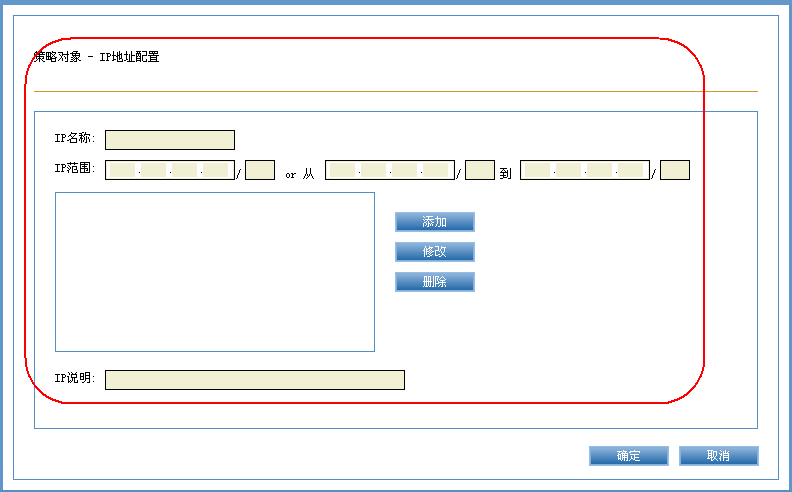 策略对象 - IP地址配置
IP名称:
IP范围: . . . / or 从 . . . / 到 . . . /
添加
修改
删除
IP说明:
确定 取消